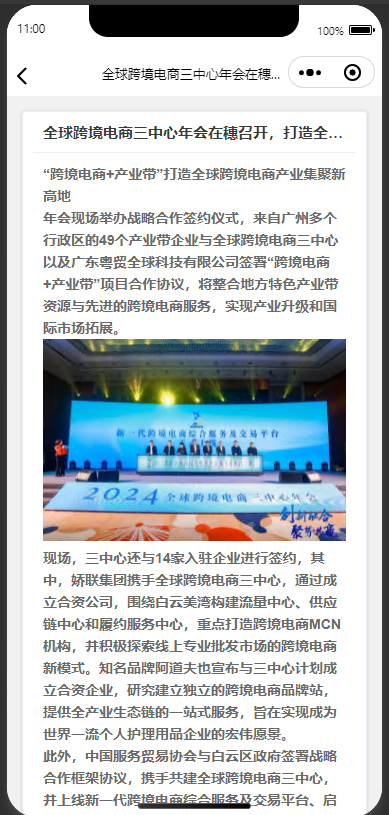 11:00
100%
全球跨境电商三中心年会在穗...
全球跨境电商三中心年会在穗召开，打造全...
“跨境电商+产业带”打造全球跨境电商产业集聚新
高地
年会现场举办战略合作签约仪式，来自广州多个
行政区的49个产业带企业与全球跨境电商三中心
以及广东粤贸全球科技有限公司签署“跨境电商
+产业带”项目合作协议，将整合地方特色产业带
资源与先进的跨境电商服务，实现产业升级和国
际市场拓展。
新一代跨境电商综合服务及交易平台
2024全球跨境电商三中心年会
创新融合
聚势共赢
现场，三中心还与14家入驻企业进行签约，其
中，娇联集团携手全球跨境电商三中心，通过成
立合资公司，围绕白云美湾构建流量中心、供应
链中心和履约服务中心，重点打造跨境电商MCN
机构，并积极探索线上专业批发市场的跨境电商
新模式。知名品牌阿道夫也宣布与三中心计划成
立合资企业，研究建立独立的跨境电商品牌站，
提供全产业生态链的一站式服务，旨在实现成为
世界一流个人护理用品企业的宏伟愿景。
此外，中国服务贸易协会与白云区政府签署战略
合作框架协议，携手共建全球跨境电商三中心，
并上线新一代跨境电商综合服务及交易平台、启